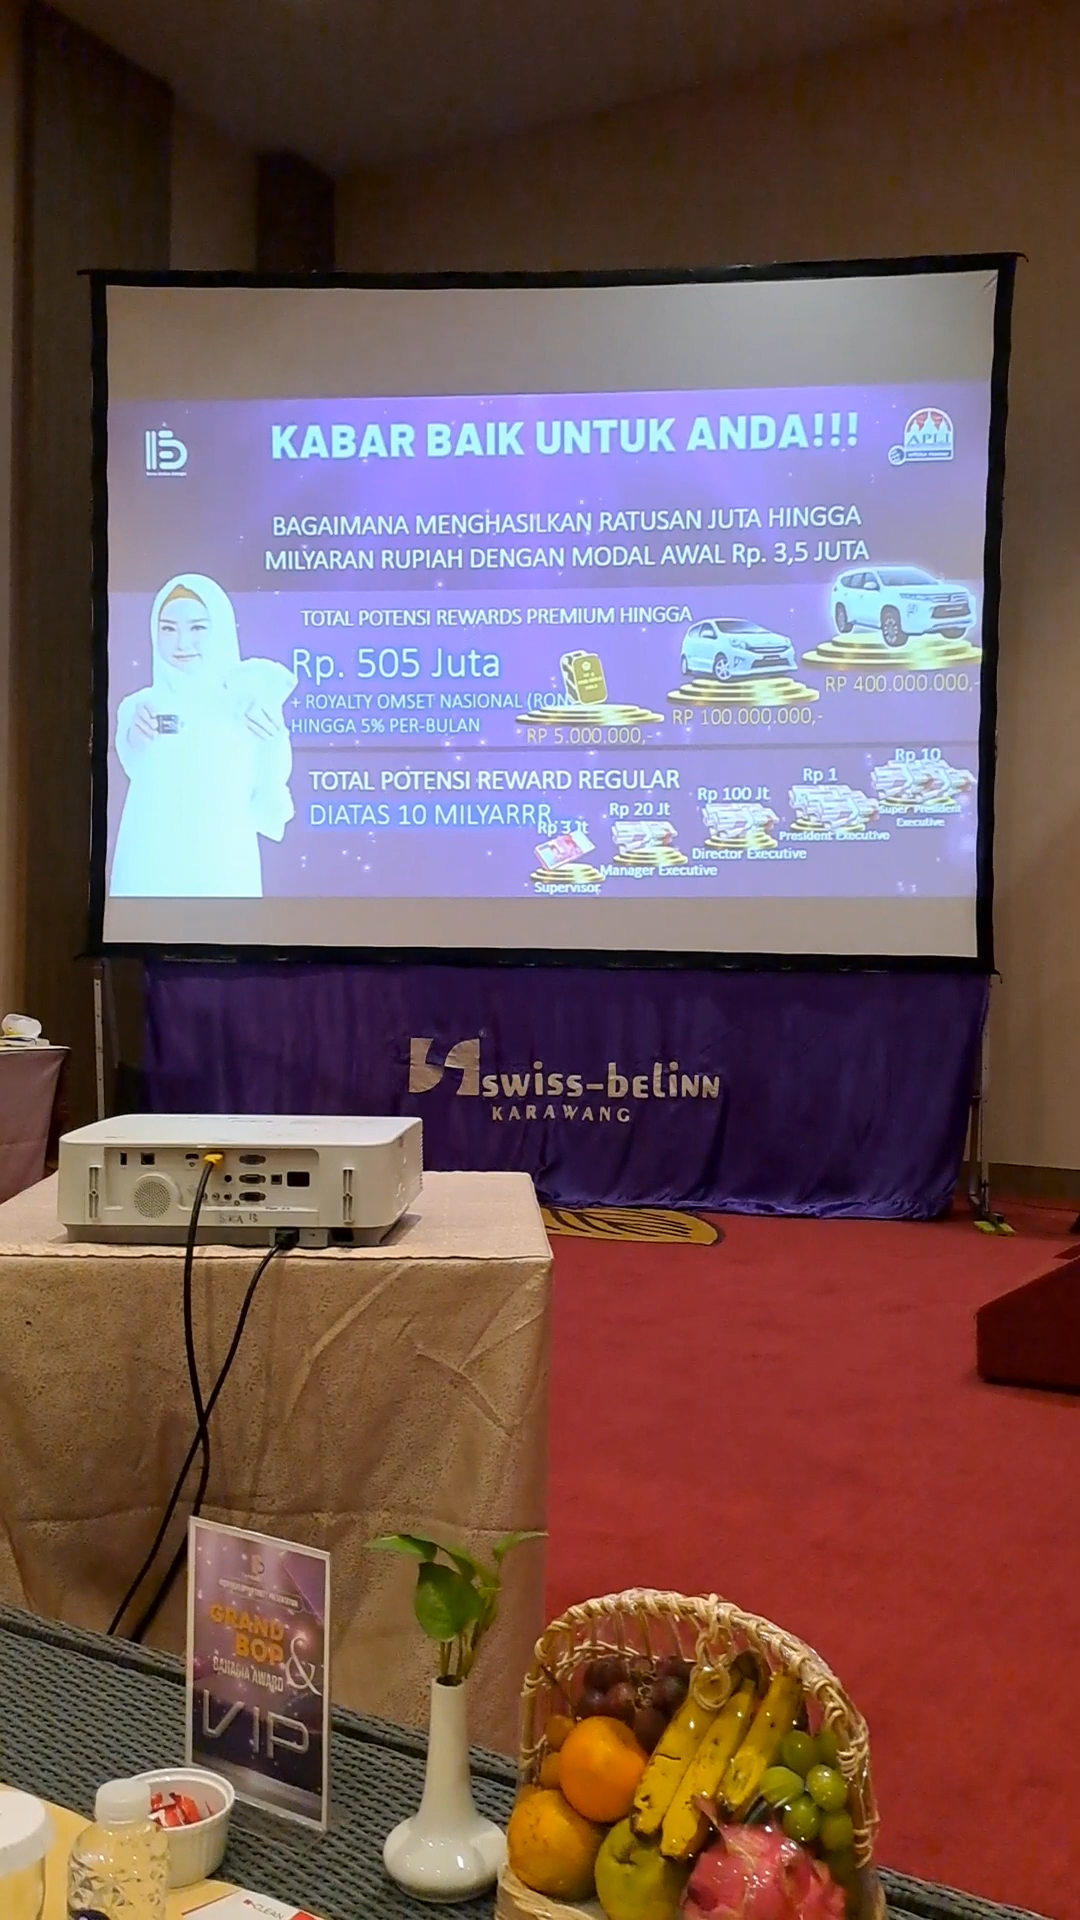 KABAR BAIK UNTUK ANDA!!!
APLI
BAGAIMANA MENGHASILKAN RATUSAN JUTA HINGGA
MILYARAN RUPIAH DENGAN MODAL AWAL Rp. 3,5 JUTA
TOTAL POTENSI REWARDS PREMIUM HINGGA
Rp. 505 Juta
+ ROYALTY OMSET NASIONAL (RON
HINGGA 5% PER-BULAN
RP 5.000.000,-
RP 100.000.000,-
RP 400.000.000,-
TOTAL POTENSI REWARD REGULAR
DIATAS 10 MILYARRR
Rp 3 Jt
Supervisor
Rp 20 Jt
Manager Executive
Rp 100 Jt
Director Executive
Rp 1
President Executive
Rp 10
Super President
Executive
swiss-belinn
KARAWANG
GRAND
BOP
&
BAHAGIA AWARD
VIP
CLEAN